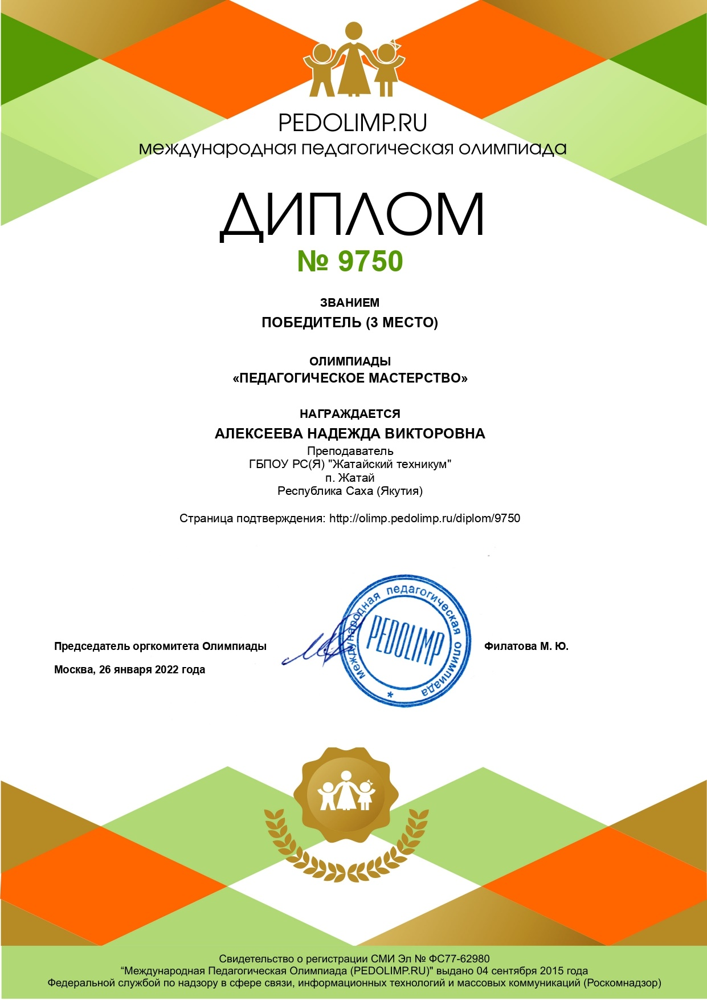 PEDOLIMP.RU
международная педагогическая олимпиада
ДИПЛОМ
№ 9750
ЗВАНИЕМ
ПОБЕДИТЕЛЬ (3 МЕСТО)
ОЛИМПИАДЫ
«ПЕДАГОГИЧЕСКОЕ МАСТЕРСТВО»
НАГРАЖДАЕТСЯ
АЛЕКСЕЕВА НАДЕЖДА ВИКТОРОВНА
Преподаватель
ГБПОУ РС(Я) "Жатайский техникум"
п. Жатай
Республика Саха (Якутия)
Страница подтверждения: http://olimp.pedolimp.ru/diplom/9750
международная педагогическая олимпиада *
PEDOLIMP
Председатель оргкомитета Олимпиады
Филатова М. Ю.
Москва, 26 января 2022 года
Свидетельство о регистрации СМИ Эл № ФС77-62980
“Международная Педагогическая Олимпиада (PEDOLIMP.RU)" выдано 04 сентября 2015 года
Федеральной службой по надзору в сфере связи, информационных технологий и массовых коммуникаций (Роскомнадзор)